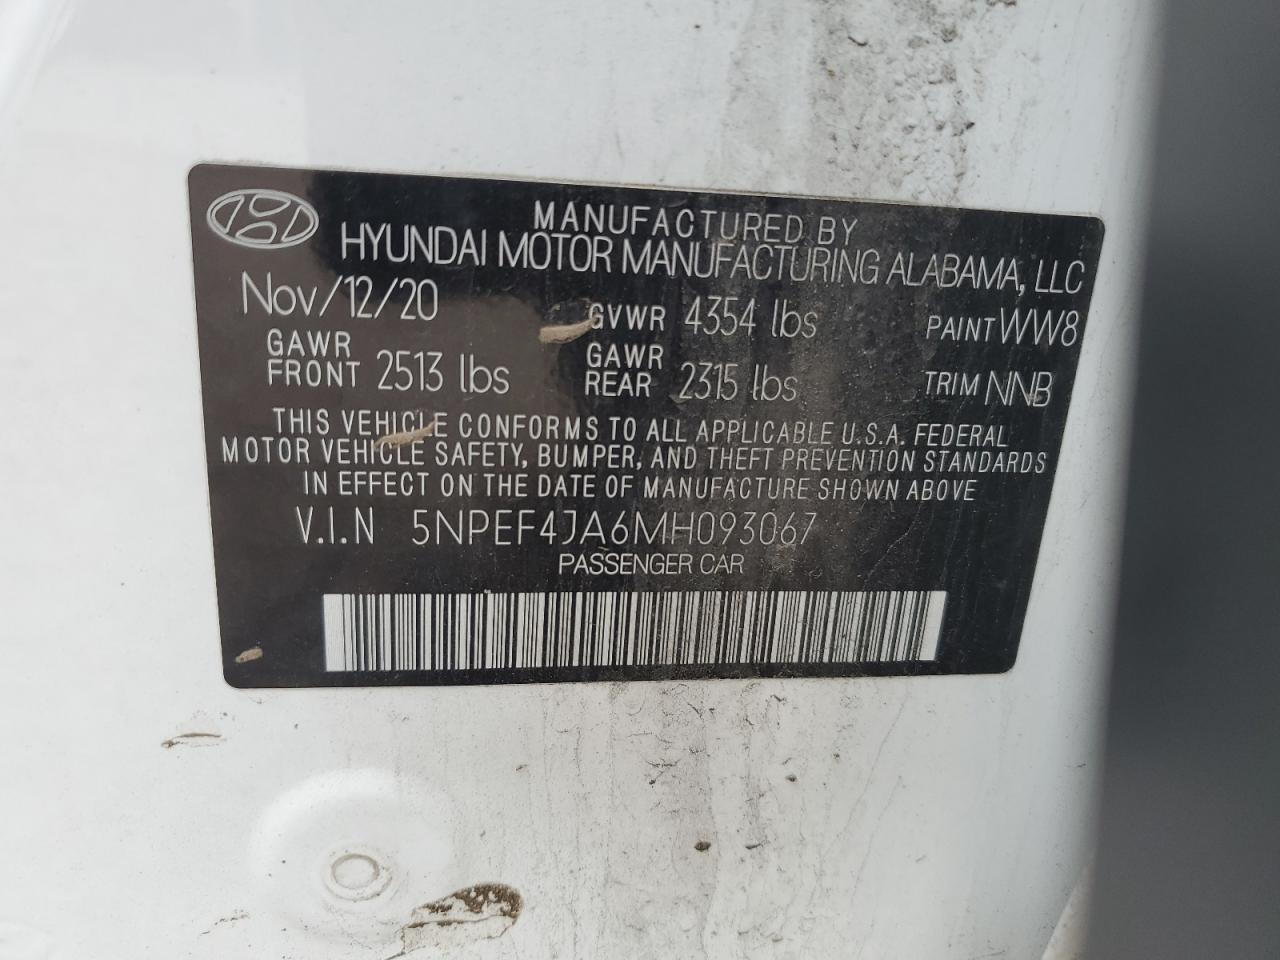 MANUFACTURED BY
HYUNDAI MOTOR MANUFACTURING ALABAMA, LLC
Nov/12/20 GVWR 4354 lbs PAINT WW8
GAWR FRONT 2513 lbs GAWR REAR 2315 lbs TRIM NNB
THIS VEHICLE CONFORMS TO ALL APPLICABLE U.S.A. FEDERAL
MOTOR VEHICLE SAFETY, BUMPER, AND THEFT PREVENTION STANDARDS
IN EFFECT ON THE DATE OF MANUFACTURE SHOWN ABOVE
V.I.N 5NPEF4JA6MH093067
PASSENGER CAR